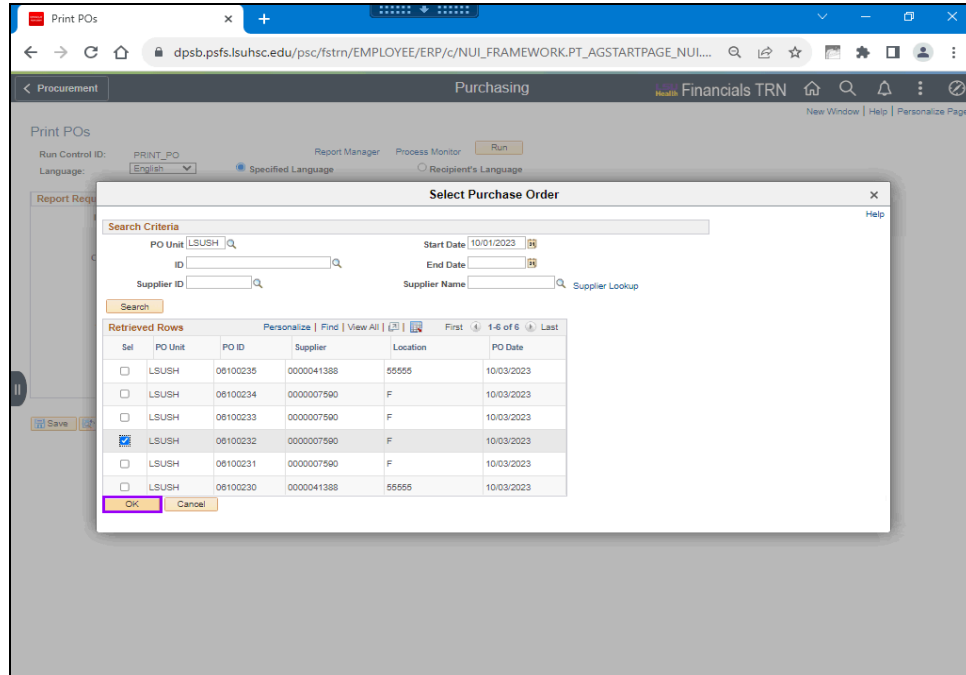 Print POs
dpsb.psfs.lsuhsc.edu/psc/fstrn/EMPLOYEE/ERP/c/NUI_FRAMEWORK.PT_AGSTARTPAGE_NUI....
Procurement
Purchasing
Health Financials TRN
New Window | Help | Personalize Page
Print POs
Run Control ID: PRINT_PO Report Manager Process Monitor Run
Language: English Specified Language Recipient's Language
Report Requ
Select Purchase Order
Help
Search Criteria
PO Unit LSUSH Start Date 10/01/2023
ID End Date
Supplier ID Supplier Name Supplier Lookup
Search
Retrieved Rows Personalize | Find | View All | First 1-6 of 6 Last
Sel PO Unit PO ID Supplier Location PO Date
LSUSH 06100235 0000041388 55555 10/03/2023
LSUSH 06100234 0000007590 F 10/03/2023
LSUSH 06100233 0000007590 F 10/03/2023
LSUSH 06100232 0000007590 F 10/03/2023
LSUSH 06100231 0000007590 F 10/03/2023
LSUSH 06100230 0000041388 55555 10/03/2023
OK Cancel
Save